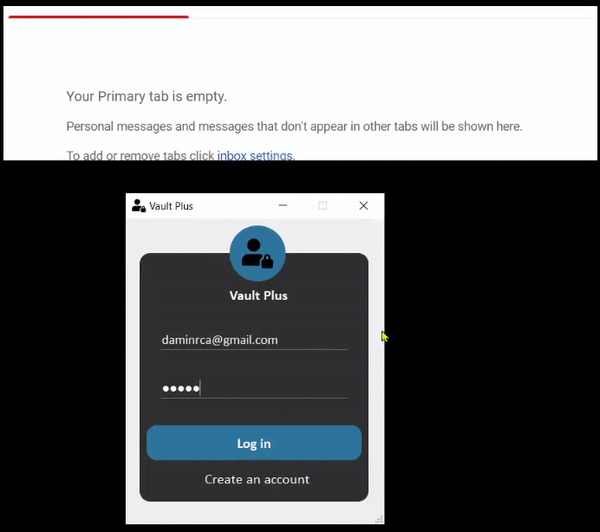 Your Primary tab is empty.
Personal messages and messages that don't appear in other tabs will be shown here.
To add or remove tabs click inbox settings.
Vault Plus
Vault Plus
daminrca@gmail.com
●●●●●
Log in
Create an account